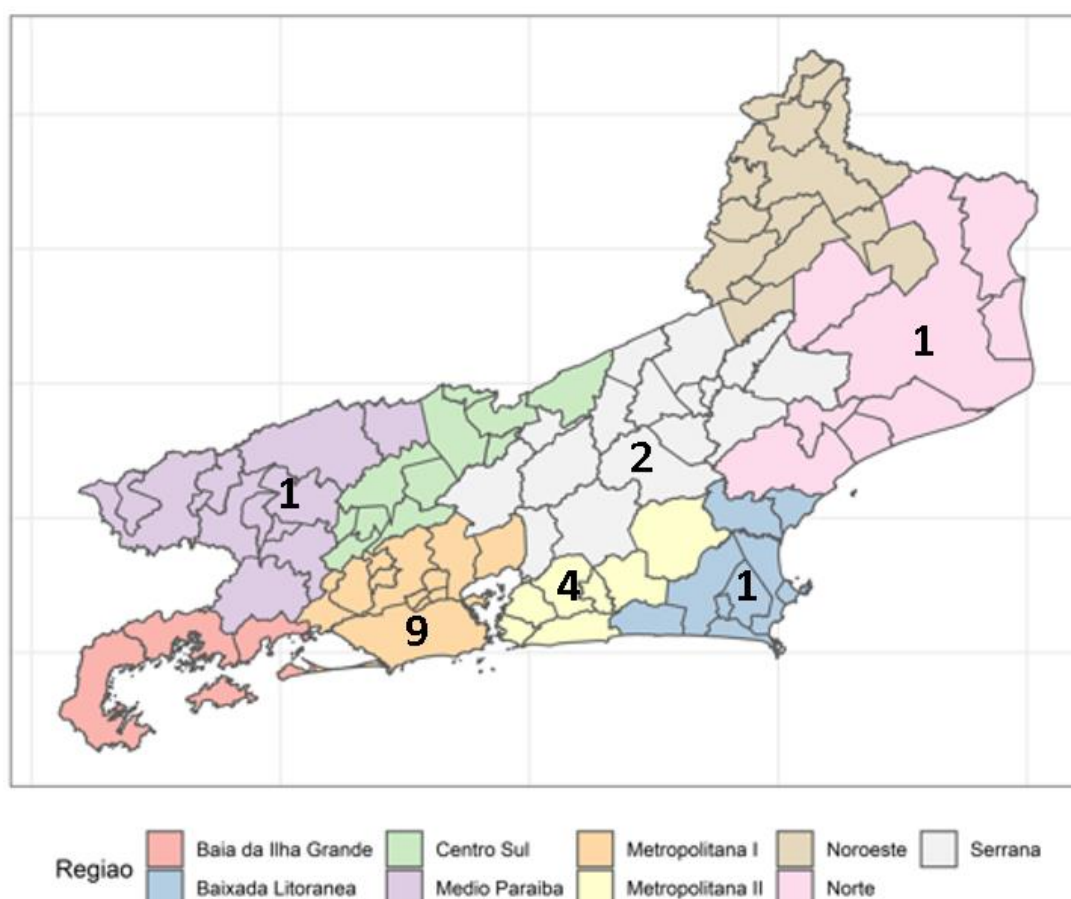 1
2
1
4
1
9
Regiao
Baia da Ilha Grande
Centro Sul
Metropolitana I
Noroeste
Serrana
Baixada Litoranea
Medio Paraiba
Metropolitana II
Norte